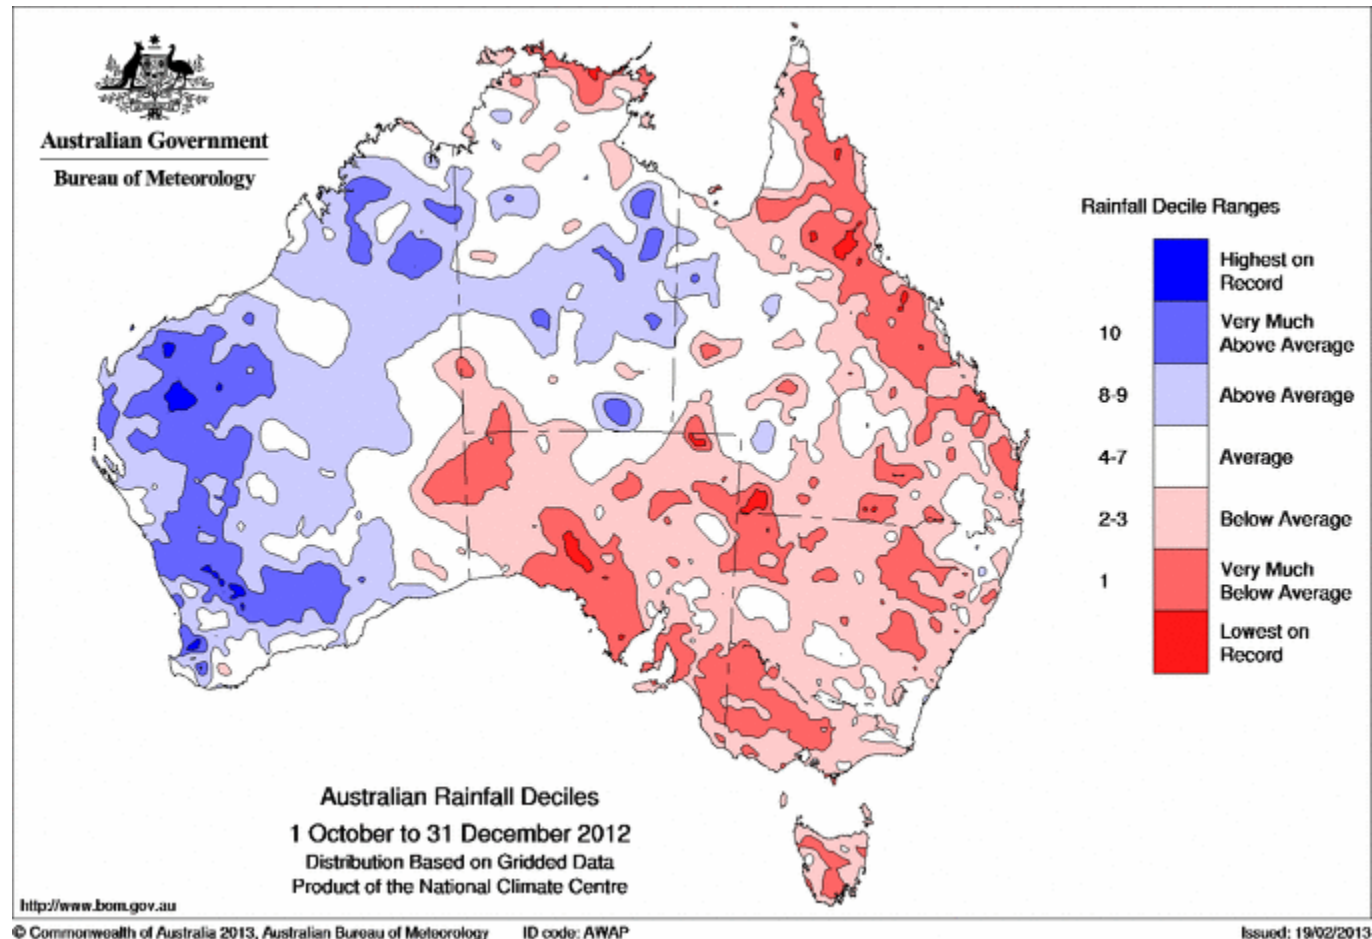 Australian Government
Bureau of Meteorology
Rainfall Decile Ranges
Highest on
Record
10
Very Much
Above Average
8-9
Above Average
4-7
Average
2-3
Below Average
1
Very Much
Below Average
Lowest on
Record
Australian Rainfall Deciles
1 October to 31 December 2012
Distribution Based on Gridded Data
Product of the National Climate Centre
http://www.bom.gov.au
© Commonwealth of Australia 2013, Australian Bureau of Meteorology
ID code: AWAP
Issued: 19/02/2013